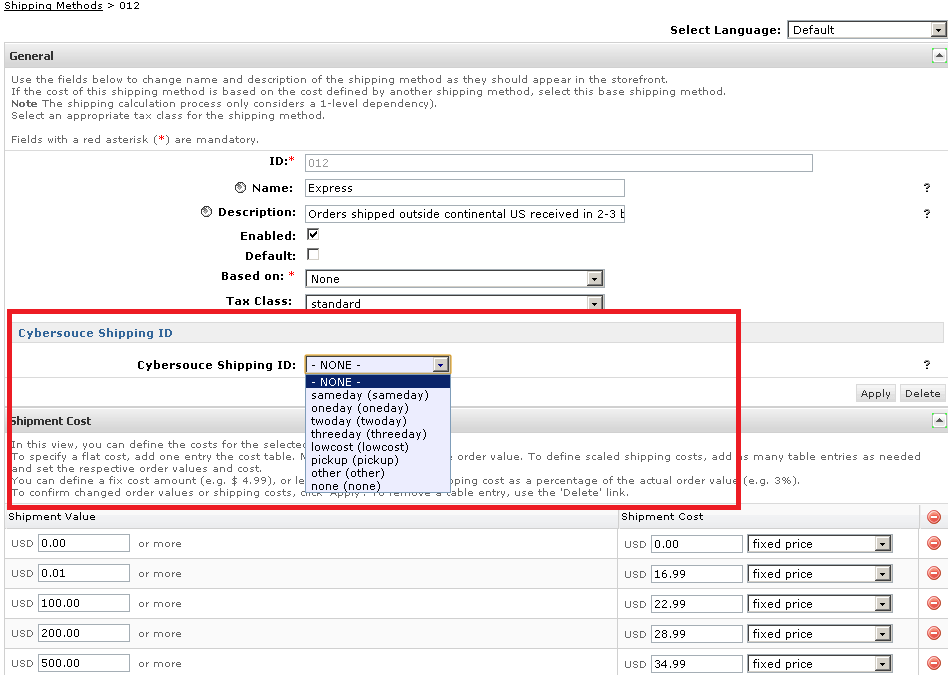 Shipping Methods > 012
Select Language: Default
General
Use the fields below to change name and description of the shipping method as they should appear in the storefront.
If the cost of this shipping method is based on the cost defined by another shipping method, select this base shipping method.
Note The shipping calculation process only considers a 1-level dependency).
Select an appropriate tax class for the shipping method.
Fields with a red asterisk (*) are mandatory.
ID:* 012
Name: Express ?
Description: Orders shipped outside continental US received in 2-3 b ?
Enabled:
Default:
Based on: * None
Tax Class: standard
Cybersouce Shipping ID
Cybersouce Shipping ID: - NONE - ?
- NONE -
sameday (sameday)
oneday (oneday)
twoday (twoday)
threeday (threeday)
lowcost (lowcost)
pickup (pickup)
other (other)
none (none)
Apply Delete
Shipment Cost
In this view, you can define the costs for the selected
To specify a flat cost, add one entry the cost table. order value. To define scaled shipping costs, add as many table entries as needed
and set the respective order values and cost.
You can define a fix cost amount (e.g. $ 4.99), or le pping cost as a percentage of the actual order value (e.g. 3%).
To confirm changed order values or shipping costs, click 'Apply'. To remove a table entry, use the 'Delete' link.
Shipment Value Shipment Cost
USD 0.00 or more USD 0.00 fixed price
USD 0.01 or more USD 16.99 fixed price
USD 100.00 or more USD 22.99 fixed price
USD 200.00 or more USD 28.99 fixed price
USD 500.00 or more USD 34.99 fixed price